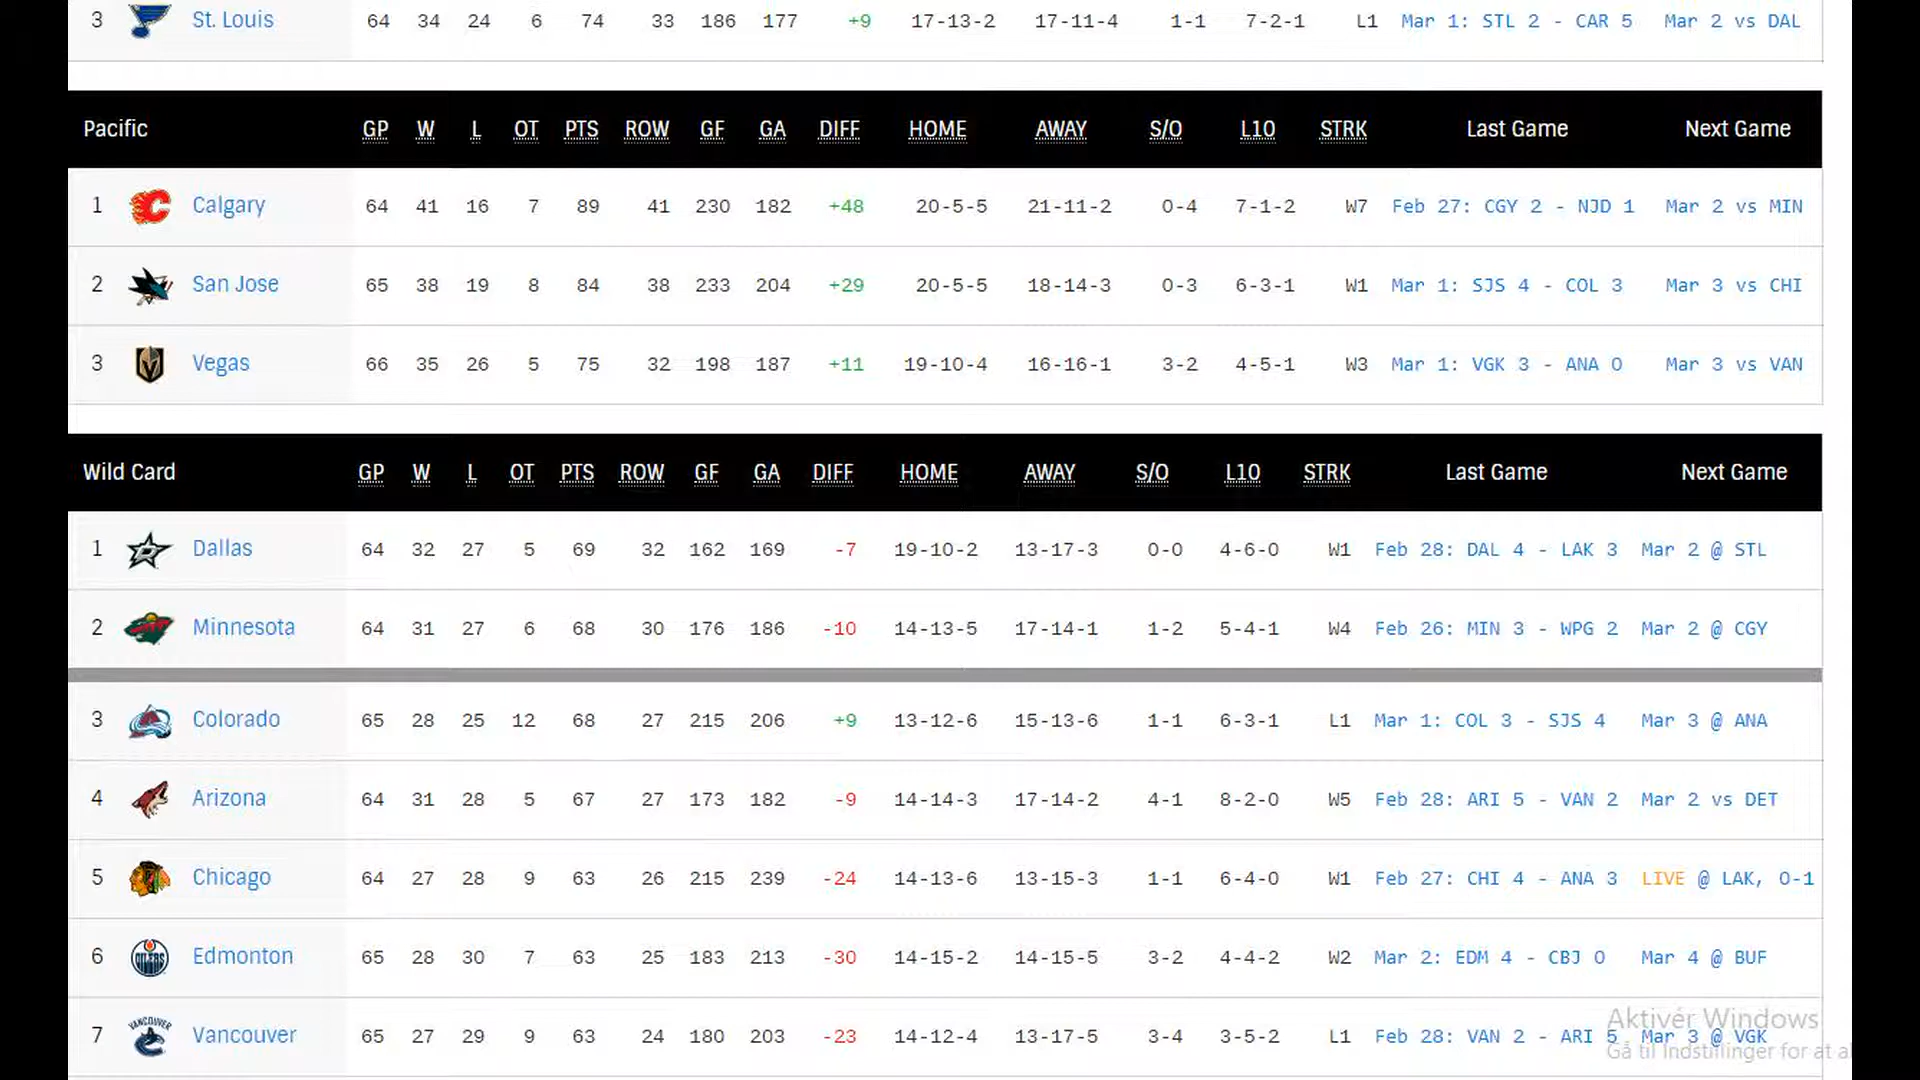 3 St. Louis 64 34 24 6 74 33 186 177 +9 17-13-2 17-11-4 1-1 7-2-1 L1 Mar 1: STL 2 - CAR 5 Mar 2 vs DAL
Pacific GP W L OT PTS ROW GF GA DIFF HOME AWAY S/O L10 STRK Last Game Next Game
1 Calgary 64 41 16 7 89 41 230 182 +48 20-5-5 21-11-2 0-4 7-1-2 W7 Feb 27: CGY 2 - NJD 1 Mar 2 vs MIN
2 San Jose 65 38 19 8 84 38 233 204 +29 20-5-5 18-14-3 0-3 6-3-1 W1 Mar 1: SJS 4 - COL 3 Mar 3 vs CHI
3 Vegas 66 35 26 5 75 32 198 187 +11 19-10-4 16-16-1 3-2 4-5-1 W3 Mar 1: VGK 3 - ANA 0 Mar 3 vs VAN
Wild Card GP W L OT PTS ROW GF GA DIFF HOME AWAY S/O L10 STRK Last Game Next Game
1 Dallas 64 32 27 5 69 32 162 169 -7 19-10-2 13-17-3 0-0 4-6-0 W1 Feb 28: DAL 4 - LAK 3 Mar 2 @ STL
2 Minnesota 64 31 27 6 68 30 176 186 -10 14-13-5 17-14-1 1-2 5-4-1 W4 Feb 26: MIN 3 - WPG 2 Mar 2 @ CGY
3 Colorado 65 28 25 12 68 27 215 206 +9 13-12-6 15-13-6 1-1 6-3-1 L1 Mar 1: COL 3 - SJS 4 Mar 3 @ ANA
4 Arizona 64 31 28 5 67 27 173 182 -9 14-14-3 17-14-2 4-1 8-2-0 W5 Feb 28: ARI 5 - VAN 2 Mar 2 vs DET
5 Chicago 64 27 28 9 63 26 215 239 -24 14-13-6 13-15-3 1-1 6-4-0 W1 Feb 27: CHI 4 - ANA 3 LIVE @ LAK, 0-1
6 OILERS Edmonton 65 28 30 7 63 25 183 213 -30 14-15-2 14-15-5 3-2 4-4-2 W2 Mar 2: EDM 4 - CBJ 0 Mar 4 @ BUF
7 VANCOUVER Vancouver 65 27 29 9 63 24 180 203 -23 14-12-4 13-17-5 3-4 3-5-2 L1 Feb 28: VAN 2 - ARI 5 Mar 3 @ VGK
Aktivér Windows
Gå til Indstillinger for at a